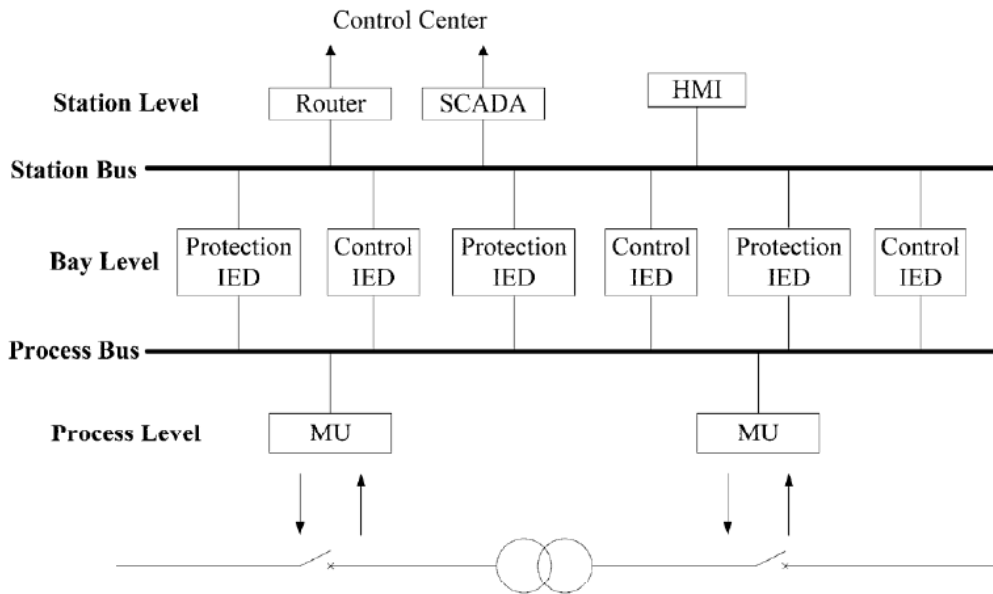 Control Center
Station Level
Router
SCADA
HMI
Station Bus
Bay Level
Protection
IED
Control
IED
Protection
IED
Control
IED
Protection
IED
Control
IED
Process Bus
Process Level
MU
MU